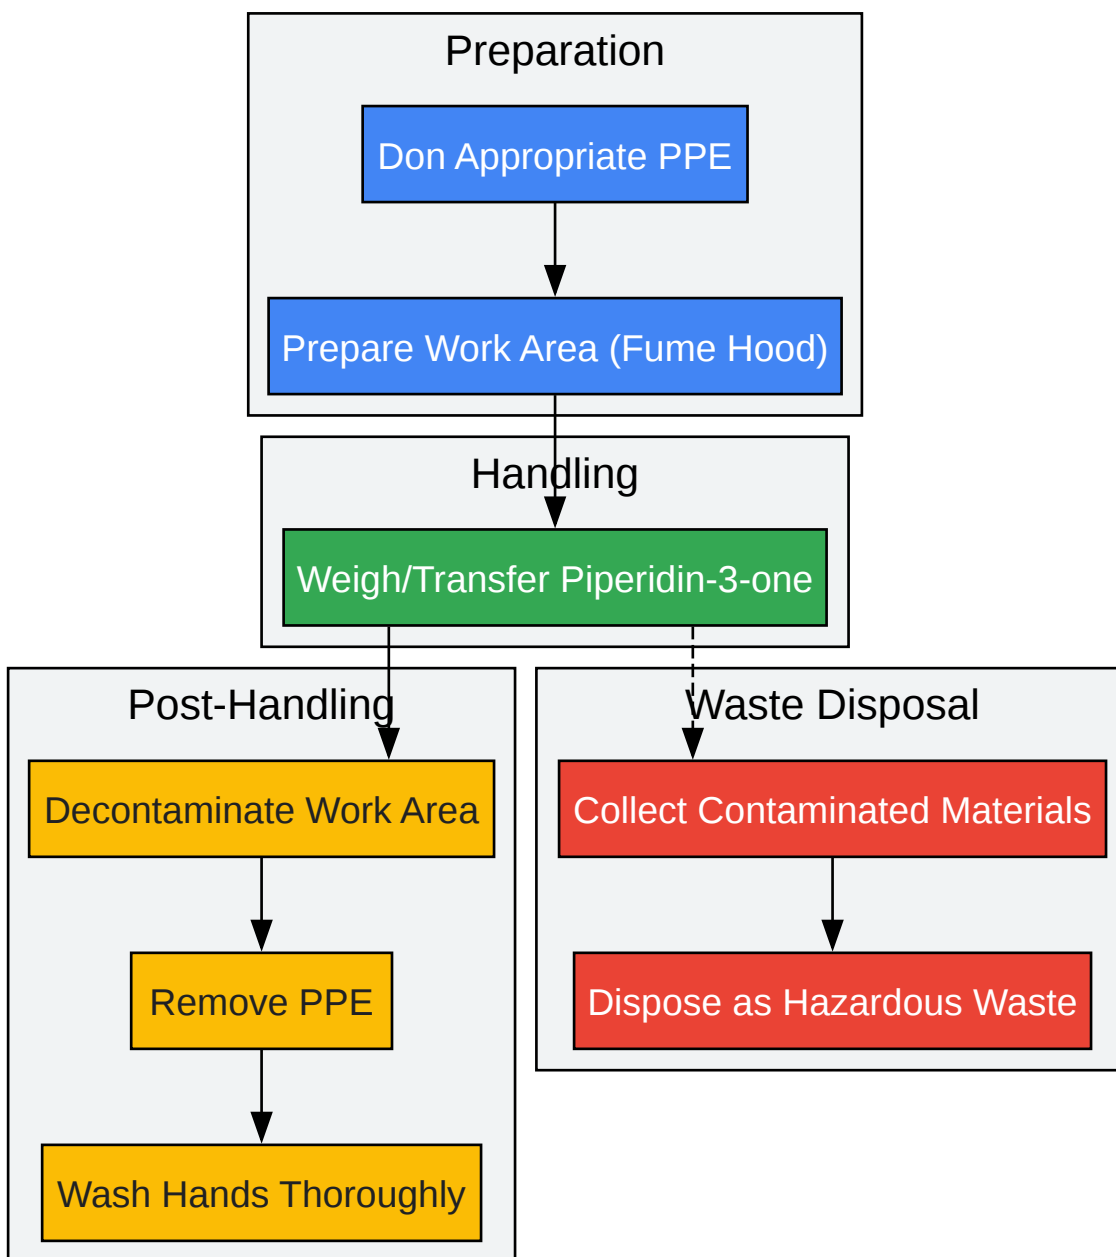 Preparation
Don Appropriate PPE
Prepare Work Area (Fume Hood)
Handling
Weigh/Transfer Piperidin-3-one
Post-Handling
Decontaminate Work Area
Remove PPE
Wash Hands Thoroughly
Waste Disposal
Collect Contaminated Materials
Dispose as Hazardous Waste